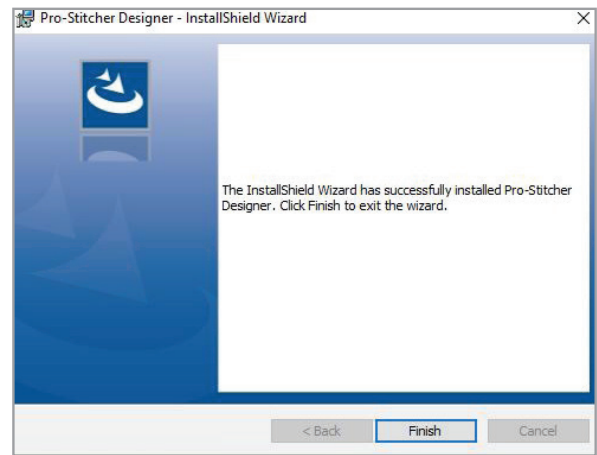 Pro-Stitcher Designer - InstallShield Wizard
The InstallShield Wizard has successfully installed Pro-Stitcher
Designer. Click Finish to exit the wizard.
< Back Finish Cancel